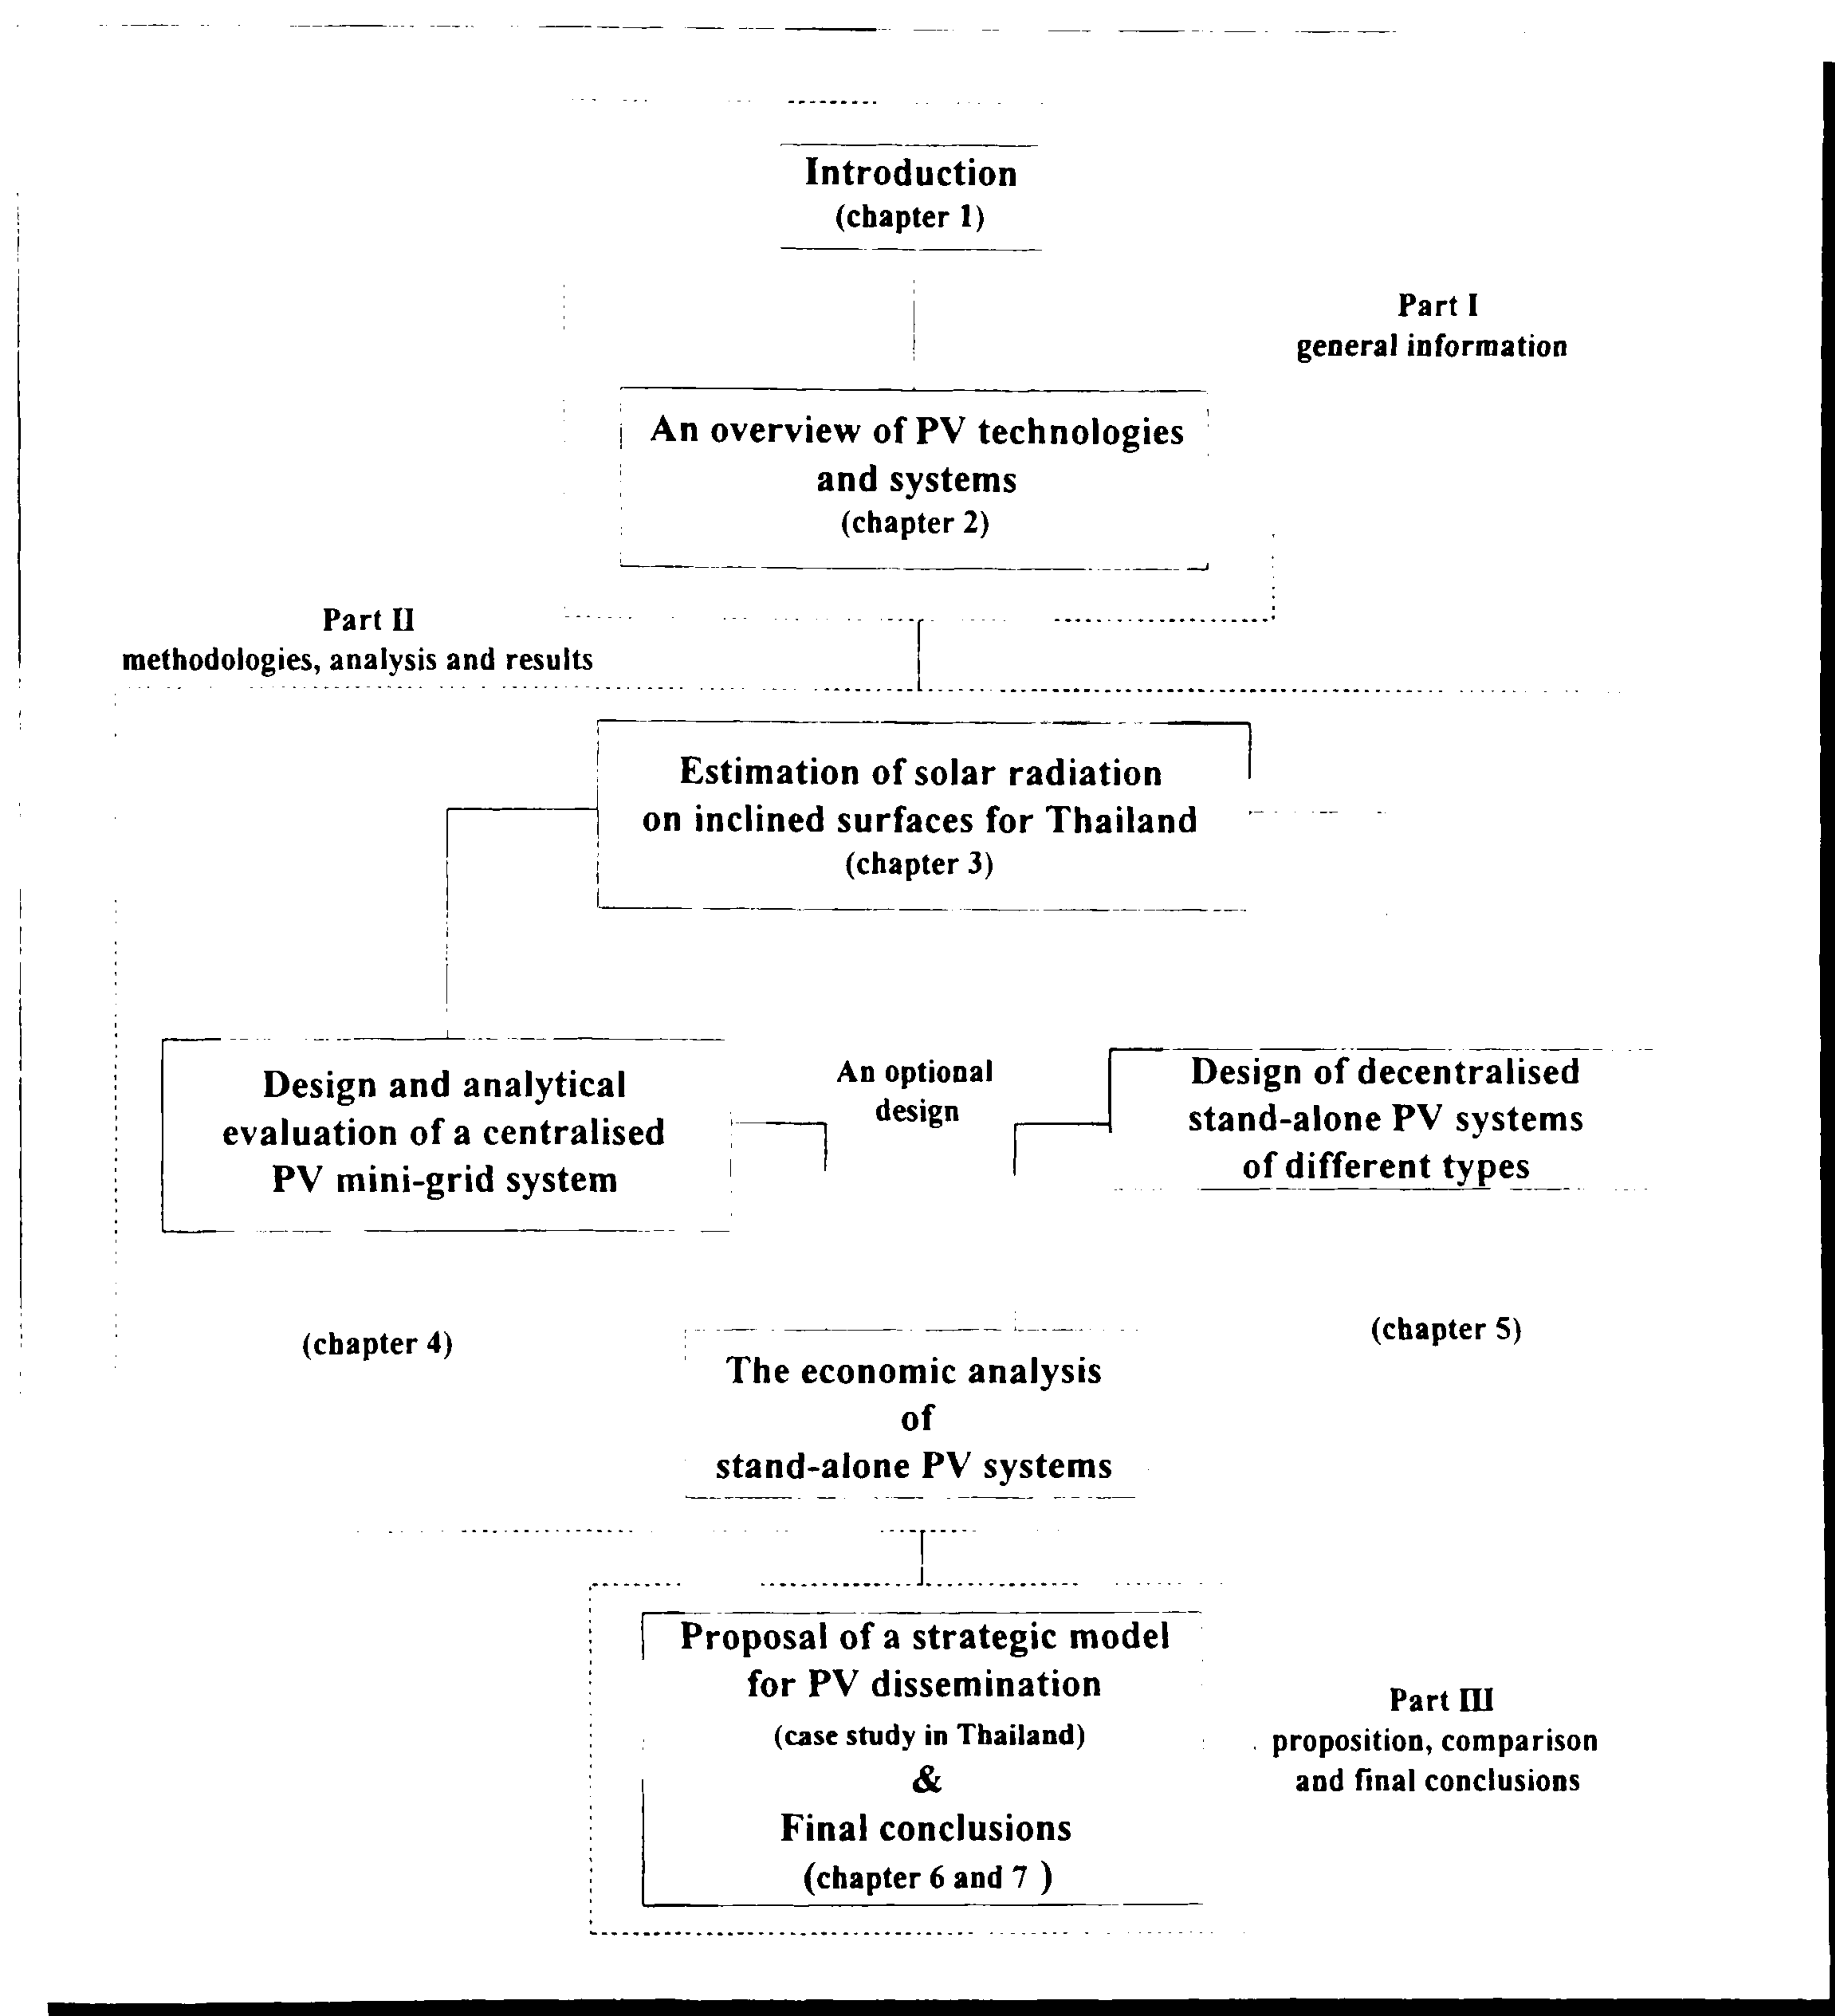 Introduction
(chapter 1)
Part I
general information
An overview of PV technologies
and systems
(chapter 2)
Part II
methodologies, analysis and results
Estimation of solar radiation
on inclined surfaces for Thailand
(chapter 3)
Design and analytical
evaluation of a centralised
PV mini-grid system
(chapter 4)
An optional
design
Design of decentralised
stand-alone PV systems
of different types
(chapter 5)
The economic analysis
of
stand-alone PV systems
Proposal of a strategic model
for PV dissemination
(case study in Thailand)
&
Final conclusions
(chapter 6 and 7 )
Part III
proposition, comparison
and final conclusions